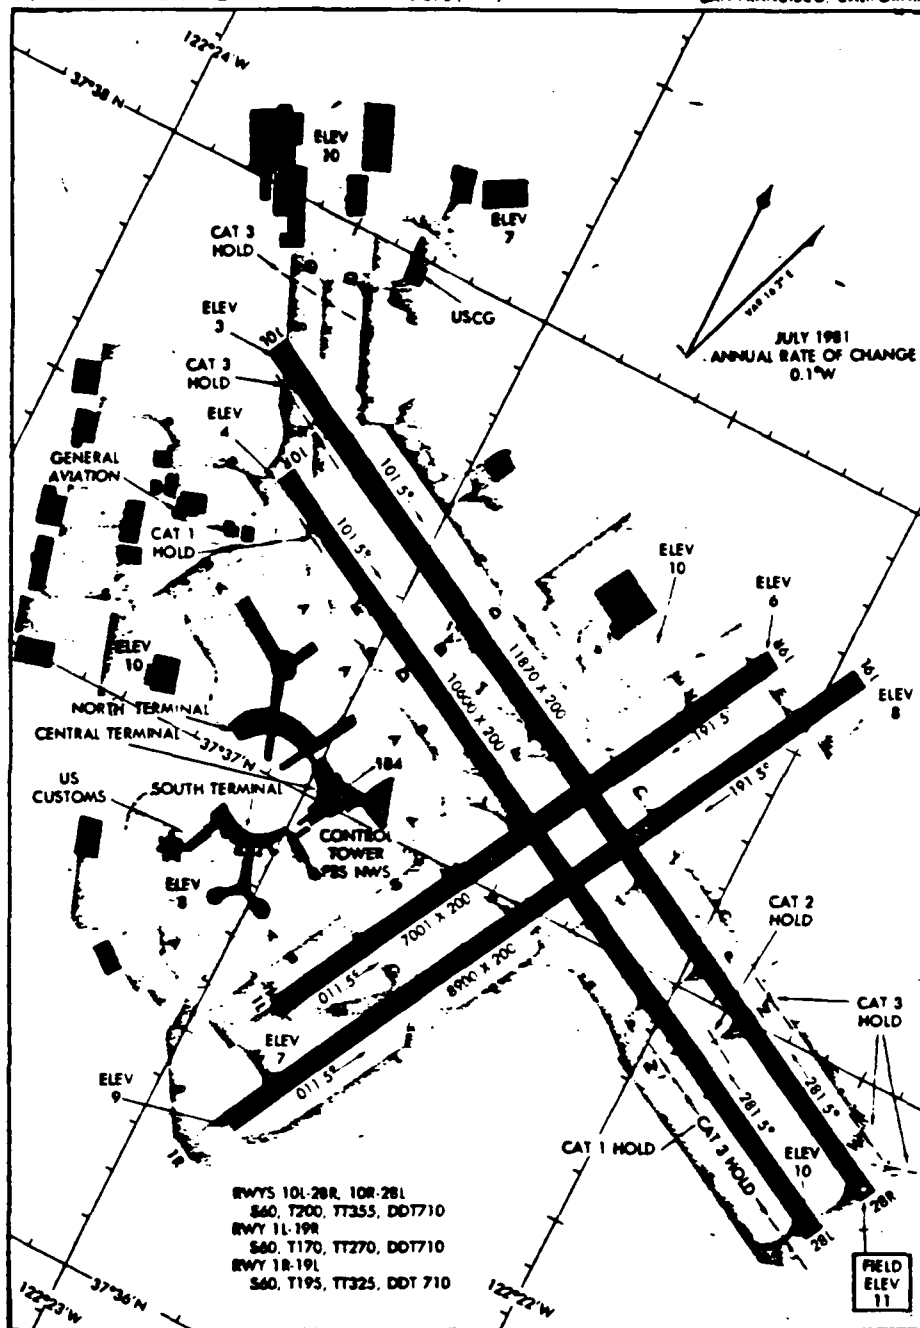 SAN FRANCISCO, CALIFORNIA
122°24'W
37°38'N
ELEV
10
CAT 3
HOLD
ELEV
7
USCG
ELEV
3
10L
JULY 1981
ANNUAL RATE OF CHANGE
0.1°W
CAT 3
HOLD
ELEV
4
10R
GENERAL
AVIATION
101.5°
101.5°
CAT 1
HOLD
ELEV
10
ELEV
6
19R
19L
ELEV
8
ELEV
10
11870 X 200
10600 X 200
191.5°
191.5°
NORTH TERMINAL
CENTRAL TERMINAL
37°37'N
184
US
CUSTOMS
SOUTH TERMINAL
CONTROL
TOWER
FSS NWS
ELEV
8
CAT 2
HOLD
7001 X 200
8900 X 200
1L
011.5°
ELEV
7
011.5°
CAT 3
HOLD
ELEV
9
1R
281.5°
281.5°
CAT 1 HOLD
CAT 3 HOLD
ELEV
10
28R
28L
RWYS 10L-28R, 10R-28L
S60, T200, TT355, DDT710
RWY 1L-19R
S60, T170, TT270, DDT710
RWY 1R-19L
S60, T195, TT325, DDT 710
FIELD
ELEV
11
37°36'N
122°23'W
122°22'W